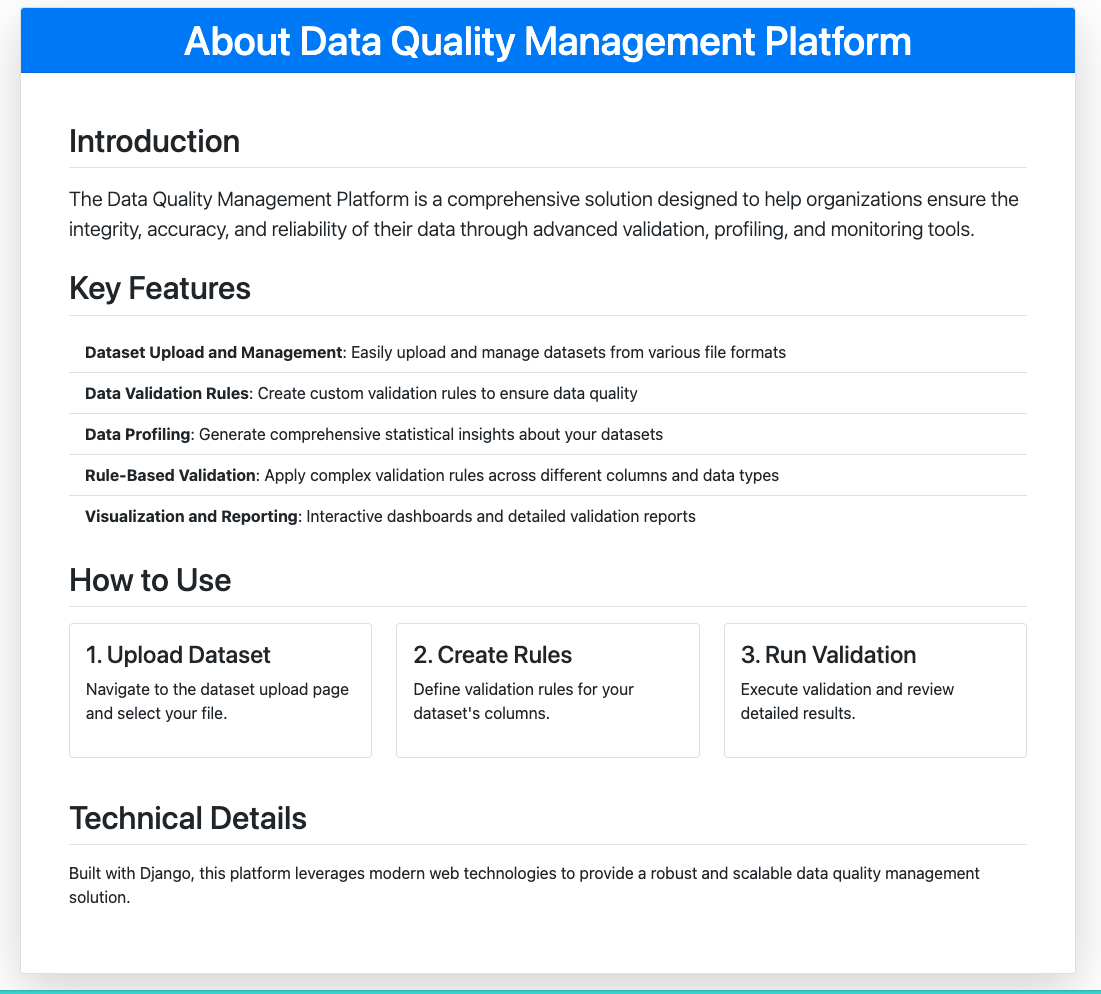 About Data Quality Management Platform
Introduction
The Data Quality Management Platform is a comprehensive solution designed to help organizations ensure the
integrity, accuracy, and reliability of their data through advanced validation, profiling, and monitoring tools.
Key Features
Dataset Upload and Management: Easily upload and manage datasets from various file formats
Data Validation Rules: Create custom validation rules to ensure data quality
Data Profiling: Generate comprehensive statistical insights about your datasets
Rule-Based Validation: Apply complex validation rules across different columns and data types
Visualization and Reporting: Interactive dashboards and detailed validation reports
How to Use
1. Upload Dataset
Navigate to the dataset upload page
and select your file.
2. Create Rules
Define validation rules for your
dataset's columns.
3. Run Validation
Execute validation and review
detailed results.
Technical Details
Built with Django, this platform leverages modern web technologies to provide a robust and scalable data quality management
solution.